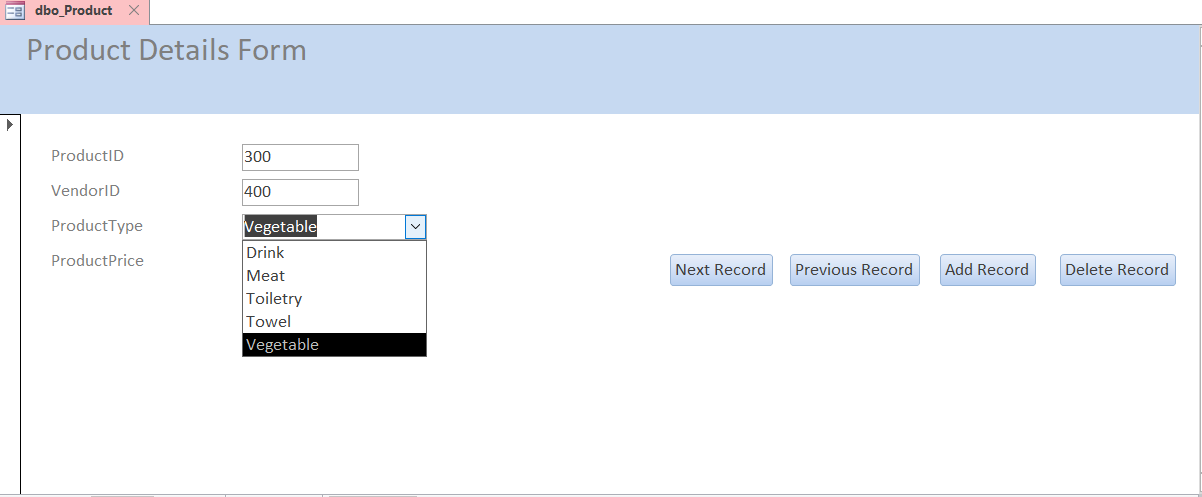 dbo_Product
Product Details Form
ProductID 300
VendorID 400
ProductType Vegetable
Drink
Meat
Toiletry
Towel
Vegetable
ProductPrice
Next Record Previous Record Add Record Delete Record